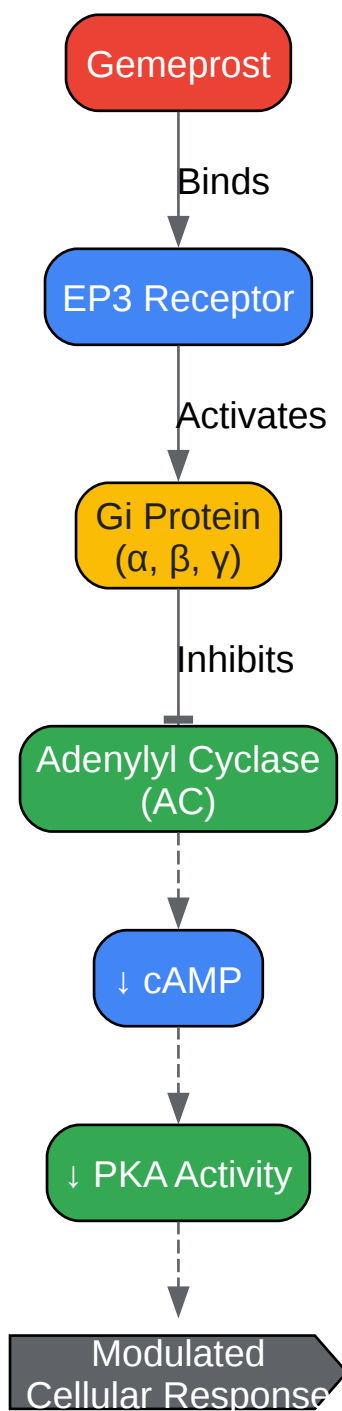 Gemeprost
Binds
EP3 Receptor
Activates
Gi Protein
(α, β, γ)
Inhibits
Adenylyl Cyclase
(AC)
↓ cAMP
↓ PKA Activity
Modulated
Cellular Response